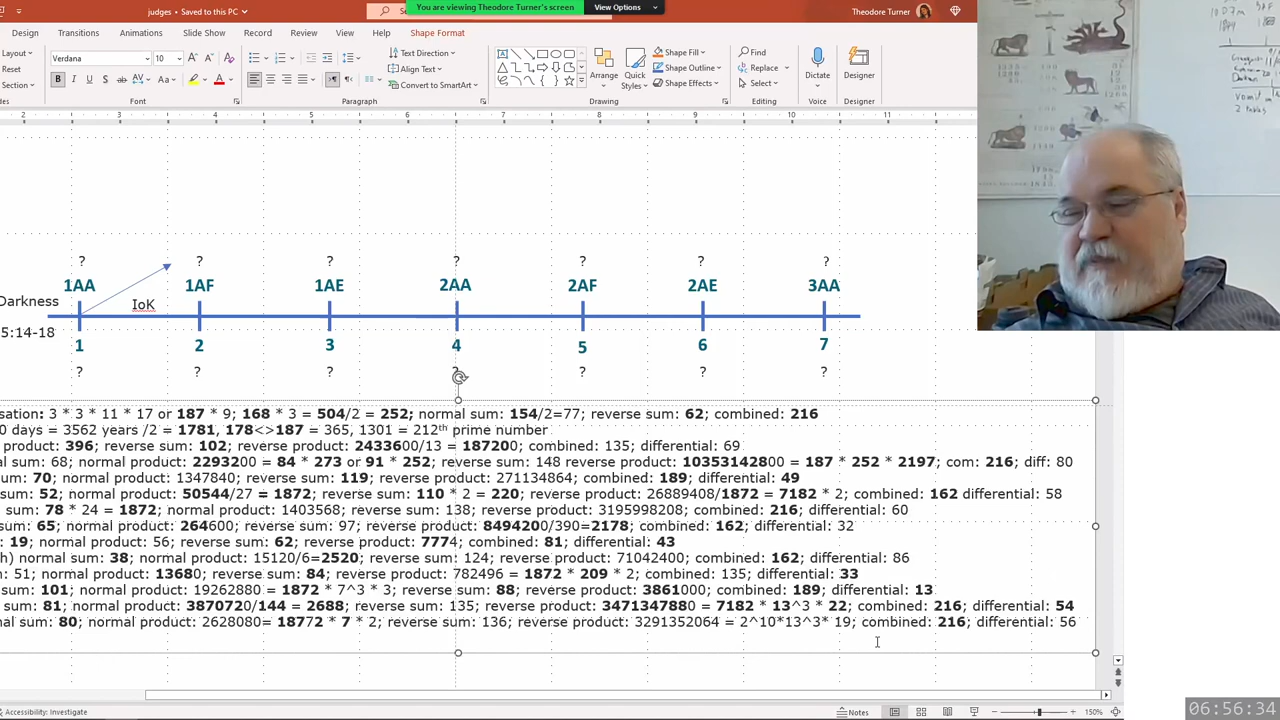 judges • Saved to this PC
You are viewing Theodore Turner's screen
View Options
Theodore Turner
Design
Transitions
Animations
Slide Show
Record
Review
View
Help
Shape Format
Layout
Reset
Section
Verdana
10
Font
Text Direction
Align Text
Convert to SmartArt
Paragraph
Arrange
Quick Styles
Shape Fill
Shape Outline
Shape Effects
Drawing
Find
Replace
Select
Editing
Dictate
Voice
Designer
Designer
2 3 4 5 6 7 8 9 10 11
? ? ? ? ? ? ?
1AA 1AF 1AE 2AA 2AF 2AE 3AA
Darkness
IoK
5:14-18
1 2 3 4 5 6 7
? ? ? ? ? ? ?
sation: 3 * 3 * 11 * 17 or 187 * 9; 168 * 3 = 504/2 = 252; normal sum: 154/2=77; reverse sum: 62; combined: 216
0 days = 3562 years /2 = 1781, 178<>187 = 365, 1301 = 212th prime number
product: 396; reverse sum: 102; reverse product: 2433600/13 = 187200; combined: 135; differential: 69
al sum: 68; normal product: 2293200 = 84 * 273 or 91 * 252; reverse sum: 148 reverse product: 10353142800 = 187 * 252 * 2197; com: 216; diff: 80
sum: 70; normal product: 1347840; reverse sum: 119; reverse product: 271134864; combined: 189; differential: 49
sum: 52; normal product: 50544/27 = 1872; reverse sum: 110 * 2 = 220; reverse product: 26889408/1872 = 7182 * 2; combined: 162 differential: 58
sum: 78 * 24 = 1872; normal product: 1403568; reverse sum: 138; reverse product: 3195998208; combined: 216; differential: 60
sum: 65; normal product: 264600; reverse sum: 97; reverse product: 8494200/390=2178; combined: 162; differential: 32
: 19; normal product: 56; reverse sum: 62; reverse product: 7774; combined: 81; differential: 43
h) normal sum: 38; normal product: 15120/6=2520; reverse sum: 124; reverse product: 71042400; combined: 162; differential: 86
: 51; normal product: 13680; reverse sum: 84; reverse product: 782496 = 1872 * 209 * 2; combined: 135; differential: 33
sum: 101; normal product: 19262880 = 1872 * 7^3 * 3; reverse sum: 88; reverse product: 3861000; combined: 189; differential: 13
sum: 81; normal product: 3870720/144 = 2688; reverse sum: 135; reverse product: 3471347880 = 7182 * 13^3 * 22; combined: 216; differential: 54
nal sum: 80; normal product: 2628080= 18772 * 7 * 2; reverse sum: 136; reverse product: 3291352064 = 2^10*13^3* 19; combined: 216; differential: 56
Accessibility: Investigate
Notes
150%
06:56:34